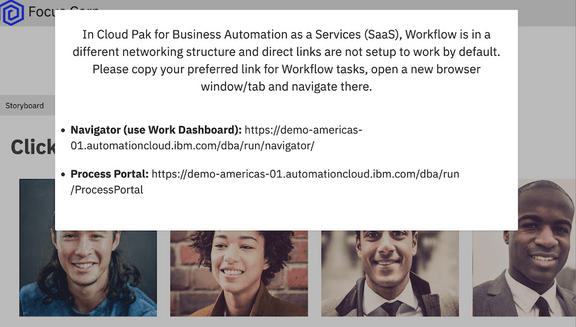 Focus Corp
In Cloud Pak for Business Automation as a Services (SaaS), Workflow is in a
different networking structure and direct links are not setup to work by default.
Please copy your preferred link for Workflow tasks, open a new browser
window/tab and navigate there.
Storyboard
• Navigator (use Work Dashboard): https://demo-americas-
01.automationcloud.ibm.com/dba/run/navigator/
Click
• Process Portal: https://demo-americas-01.automationcloud.ibm.com/dba/run
/ProcessPortal